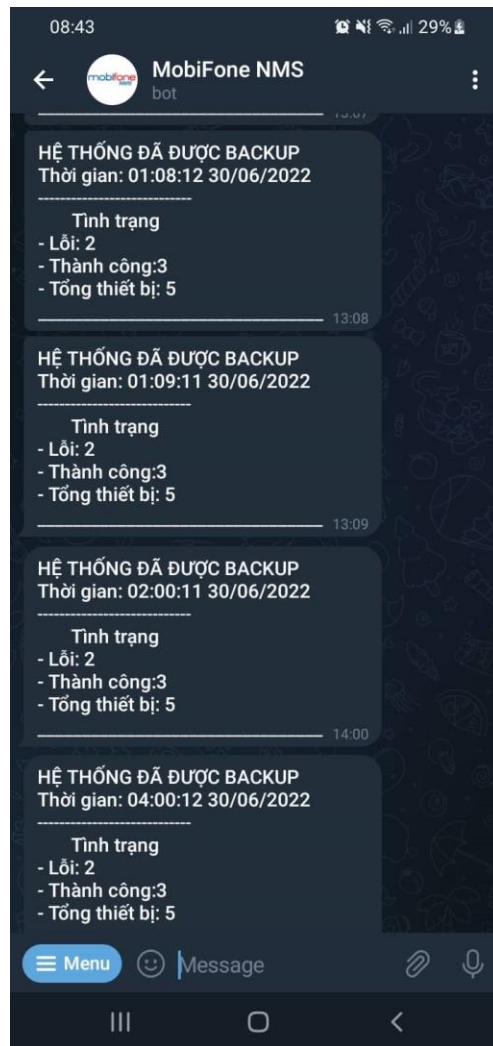 08:43
29%
mobifone
MobiFone NMS
bot
13:07
HỆ THỐNG ĐÃ ĐƯỢC BACKUP
Thời gian: 01:08:12 30/06/2022
----------------------------
Tình trạng
- Lỗi: 2
- Thành công:3
- Tổng thiết bị: 5
13:08
HỆ THỐNG ĐÃ ĐƯỢC BACKUP
Thời gian: 01:09:11 30/06/2022
----------------------------
Tình trạng
- Lỗi: 2
- Thành công:3
- Tổng thiết bị: 5
13:09
HỆ THỐNG ĐÃ ĐƯỢC BACKUP
Thời gian: 02:00:11 30/06/2022
----------------------------
Tình trạng
- Lỗi: 2
- Thành công:3
- Tổng thiết bị: 5
14:00
HỆ THỐNG ĐÃ ĐƯỢC BACKUP
Thời gian: 04:00:12 30/06/2022
----------------------------
Tình trạng
- Lỗi: 2
- Thành công:3
- Tổng thiết bị: 5
Menu
Message